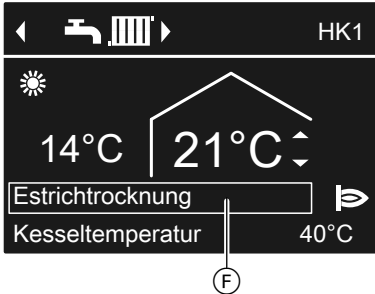 HK1
14°C 21°C
Estrichtrocknung
Kesseltemperatur 40°C
F